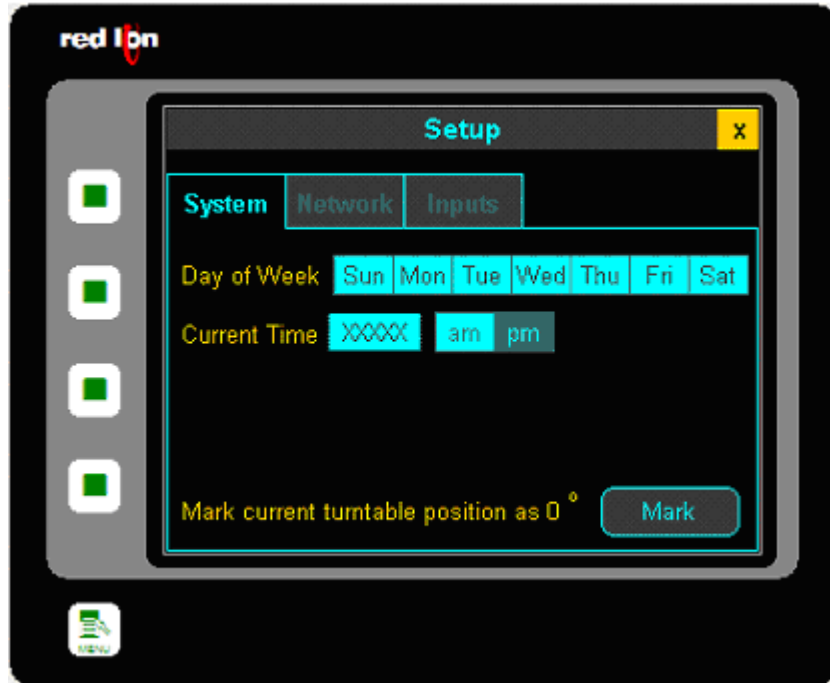 red lion
Setup x
System Network Inputs
Day of Week Sun Mon Tue Wed Thu Fri Sat
Current Time XXXXX am pm
Mark current turntable position as 0 ° Mark
MENU